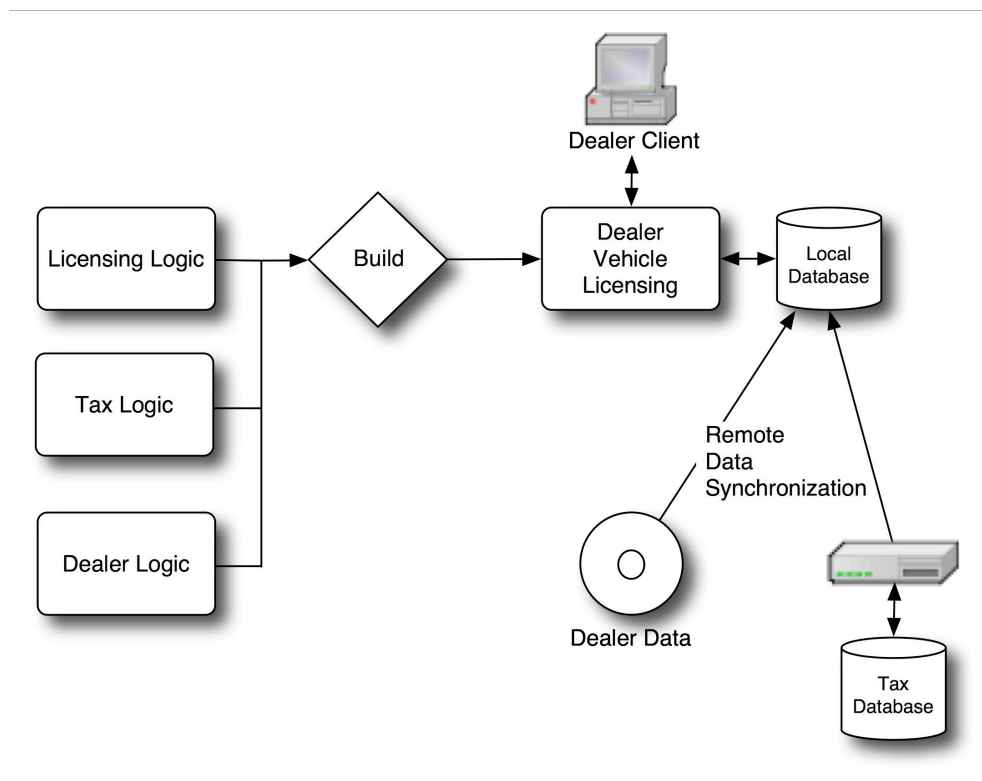 Dealer Client
Licensing Logic
Build
Dealer
Vehicle
Licensing
Local
Database
Tax Logic
Remote
Data
Synchronization
Dealer Logic
Dealer Data
Tax
Database